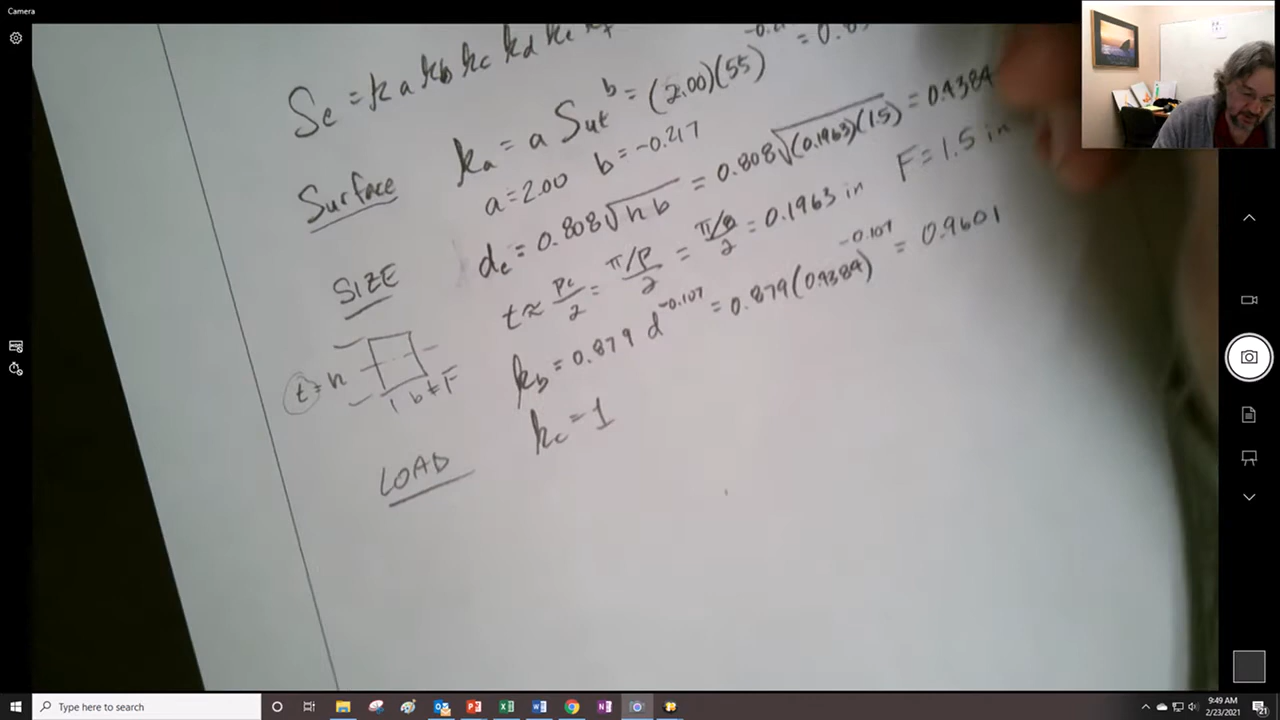 Camera
Se = ka kb kc kd ke kf
Surface
ka = a Sut^b = (2.00)(55)
a = 2.00 b = -0.217
SIZE
de = 0.808√hb = 0.808√(0.1963)(1.5) = 0.4384
t ≈ pc/2 = π/P/2 = π/8/2 = 0.1963 in F = 1.5 in
kb = 0.879 d^-0.107 = 0.879(0.4384)^-0.107 = 0.9601
t = h
b = F
LOAD
kc = 1
Type here to search
9:49 AM
2/23/2021
21